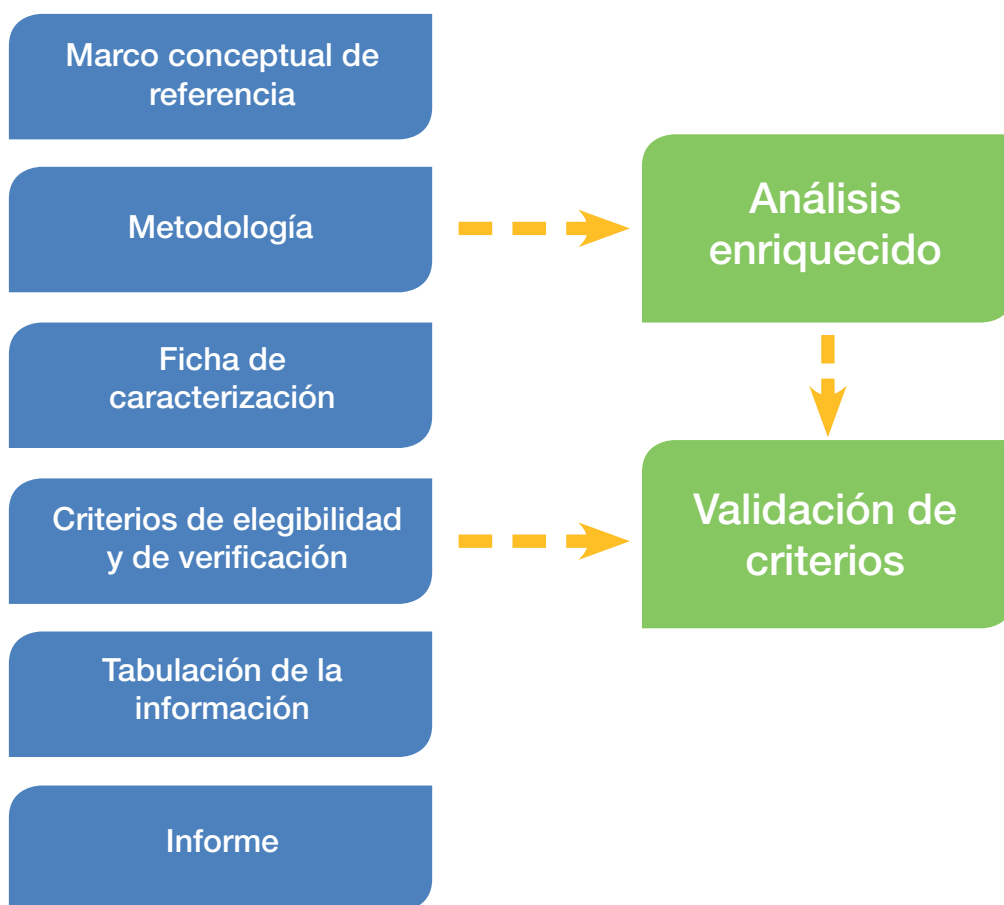 Marco conceptual de
referencia
Metodología
Ficha de
caracterización
Criterios de elegibilidad
y de verificación
Tabulación de la
información
Informe
Análisis
enriquecido
Validación de
criterios